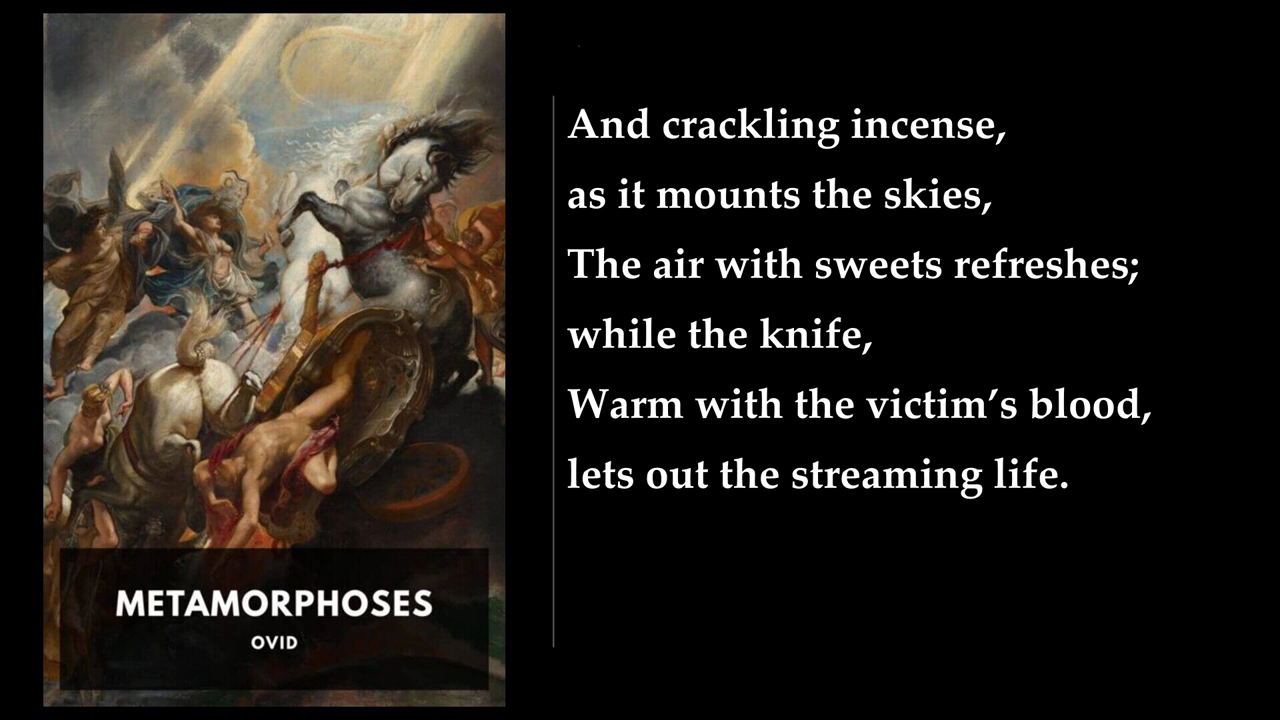 And crackling incense,
as it mounts the skies,
The air with sweets refreshes;
while the knife,
Warm with the victim’s blood,
lets out the streaming life.
METAMORPHOSES
OVID